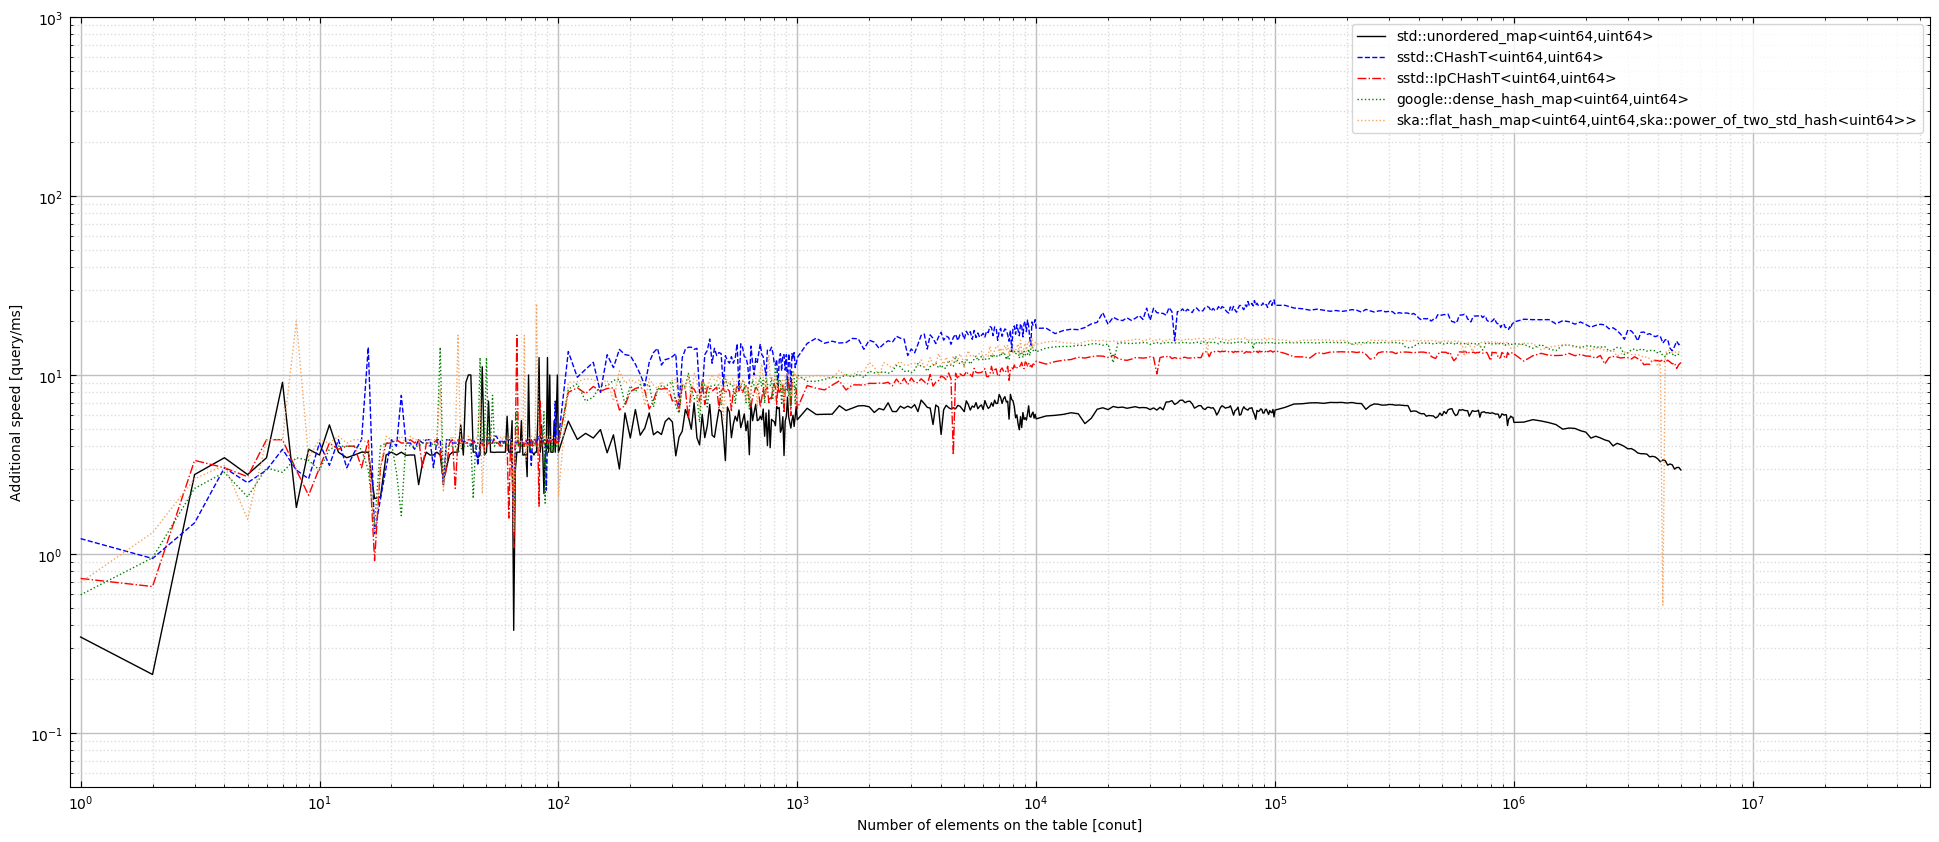 std::unordered_map<uint64,uint64>
sstd::CHashT<uint64,uint64>
sstd::IpCHashT<uint64,uint64>
google::dense_hash_map<uint64,uint64>
ska::flat_hash_map<uint64,uint64,ska::power_of_two_std_hash<uint64>>
Additional speed [query/ms]
10³
10²
10¹
10⁰
10⁻¹
10⁰ 10¹ 10² 10³ 10⁴ 10⁵ 10⁶ 10⁷
Number of elements on the table [conut]